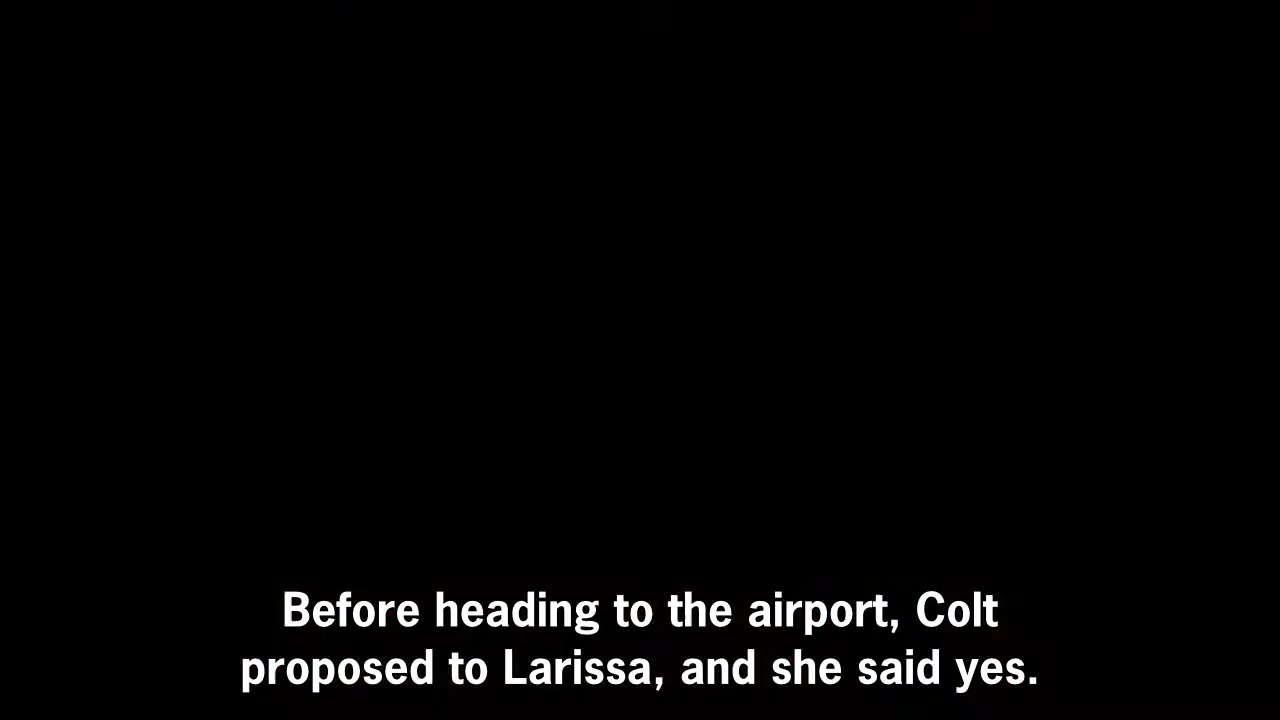 Before heading to the airport, Colt
proposed to Larissa, and she said yes.